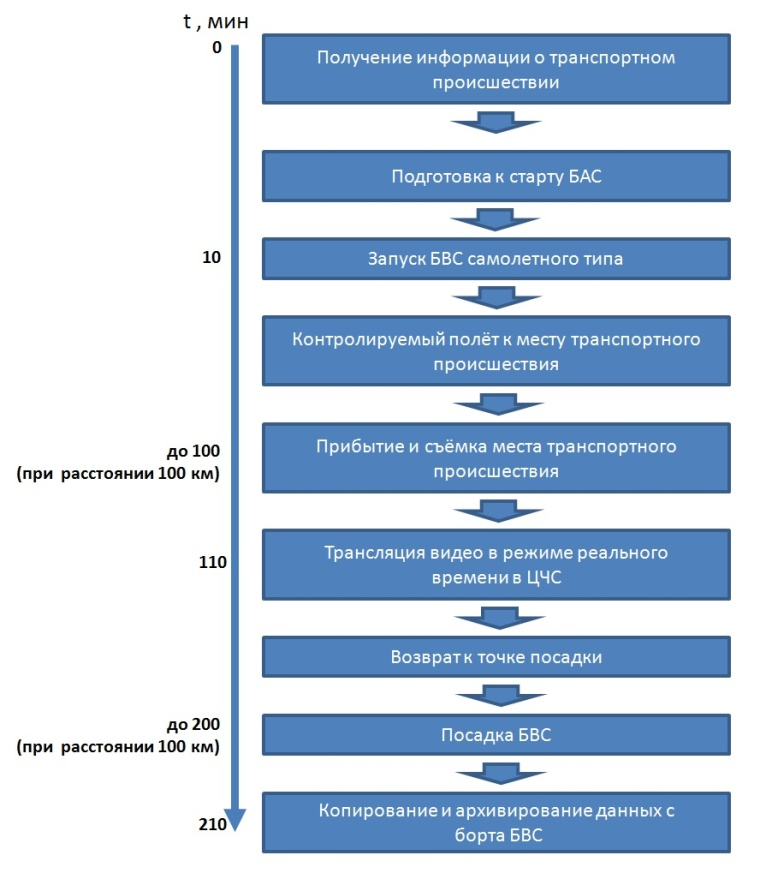 t , мин
0
Получение информации о транспортном
происшествии
Подготовка к старту БАС
10
Запуск БВС самолетного типа
Контролируемый полёт к месту транспортного
происшествия
до 100
(при расстоянии 100 км)
Прибытие и съёмка места транспортного
происшествия
110
Трансляция видео в режиме реального
времени в ЦЧС
Возврат к точке посадки
до 200
(при расстоянии 100 км)
Посадка БВС
210
Копирование и архивирование данных с
борта БВС